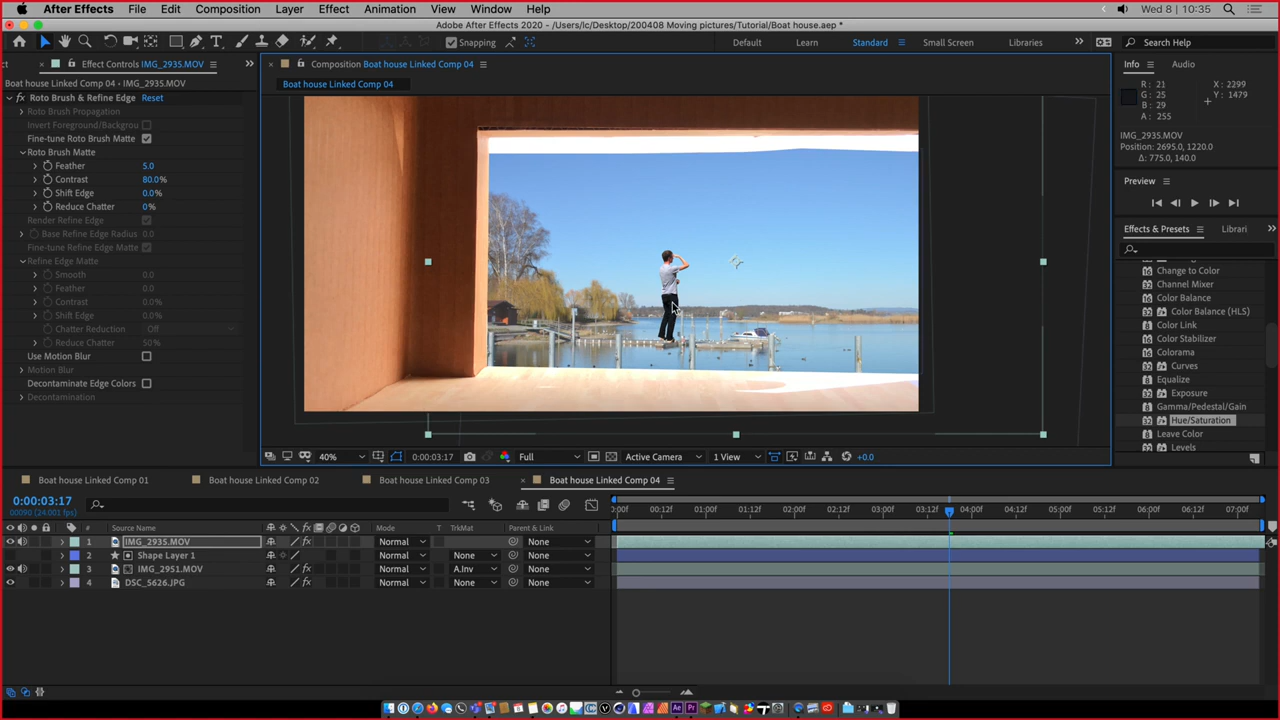 After Effects File Edit Composition Layer Effect Animation View Window Help Wed 8 | 10:35
Adobe After Effects 2020 - /Users/lc/Desktop/200408 Moving pictures/Tutorial/Boat house.aep *
Snapping Default Learn Standard Small Screen Libraries Search Help
Effect Controls IMG_2935.MOV
Composition Boat house Linked Comp 04
Info Audio
Boat house Linked Comp 04 • IMG_2935.MOV
Boat house Linked Comp 04
R: 21 X: 2299
G: 25 Y: 1479
B: 29
A: 255
fx Roto Brush & Refine Edge Reset
Roto Brush Propagation
Invert Foreground/Backgrou
Fine-tune Roto Brush Matte
Roto Brush Matte
Feather 5.0
Contrast 80.0%
Shift Edge 0.0%
Reduce Chatter 0%
Render Refine Edge
Base Refine Edge Radius 0.0
Fine-tune Refine Edge Matte
Refine Edge Matte
Smooth 0.0
Feather 0.0
Contrast 0.0%
Shift Edge 0.0%
Chatter Reduction Off
Reduce Chatter 50%
Use Motion Blur
Motion Blur
Decontaminate Edge Colors
Decontamination
IMG_2935.MOV
Position: 2695.0, 1220.0
Δ: 775.0, 140.0
Preview
Effects & Presets Librari
Change to Color
Channel Mixer
Color Balance
Color Balance (HLS)
Color Link
Color Stabilizer
Colorama
Curves
Equalize
Exposure
Gamma/Pedestal/Gain
Hue/Saturation
Leave Color
Levels
40% 0:00:03:17 Full Active Camera 1 View +0.0
Boat house Linked Comp 01 Boat house Linked Comp 02 Boat house Linked Comp 03 Boat house Linked Comp 04
0:00:03:17
00090 (24.001 fps)
:00f 00:12f 01:00f 01:12f 02:00f 02:12f 03:00f 03:12f 04:00f 04:12f 05:00f 05:12f 06:00f 06:12f 07:00f
# Source Name Mode T TrkMat Parent & Link
1 IMG_2935.MOV Normal None
2 Shape Layer 1 Normal None None
3 IMG_2951.MOV Normal A.Inv None
4 DSC_5626.JPG Normal None None